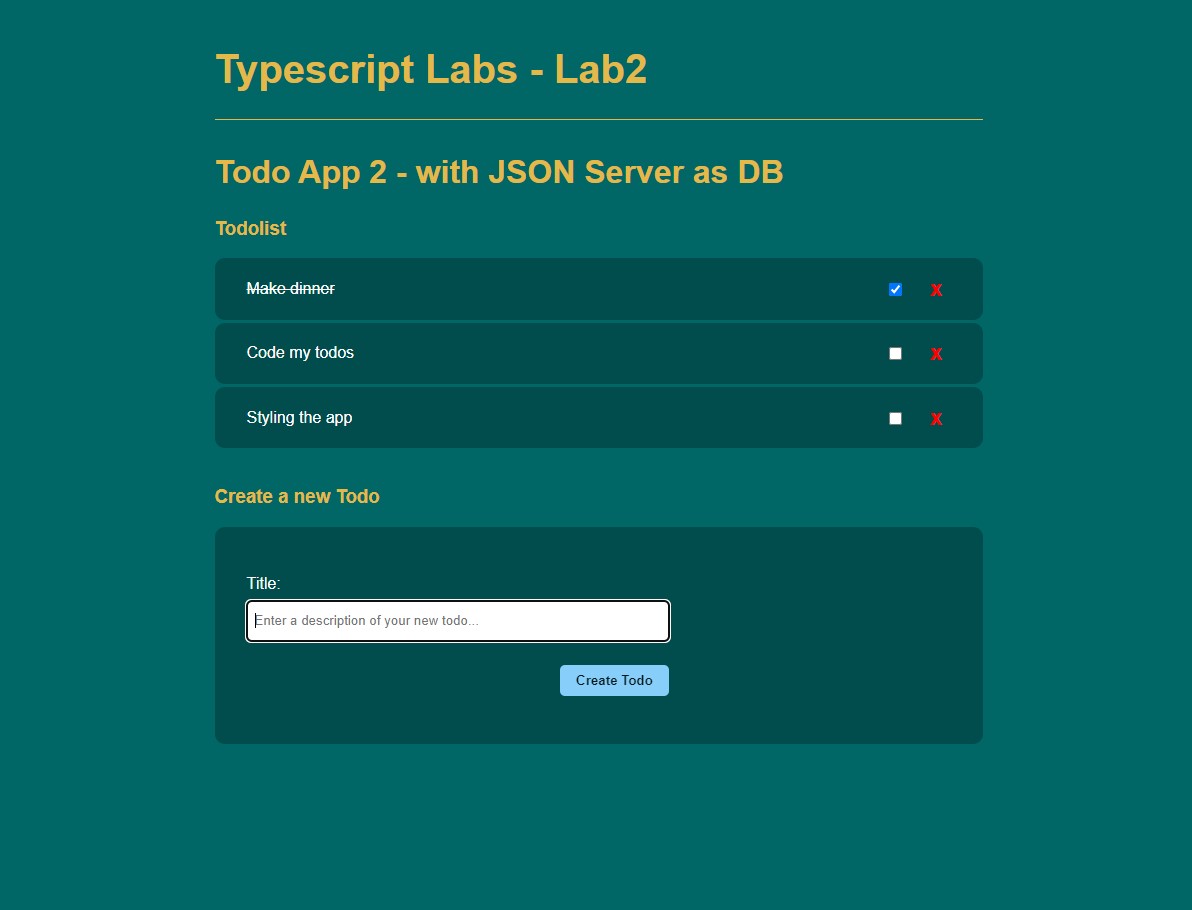 Typescript Labs - Lab2
Todo App 2 - with JSON Server as DB
Todolist
Make dinner X
Code my todos X
Styling the app X
Create a new Todo
Title:
Enter a description of your new todo...
Create Todo